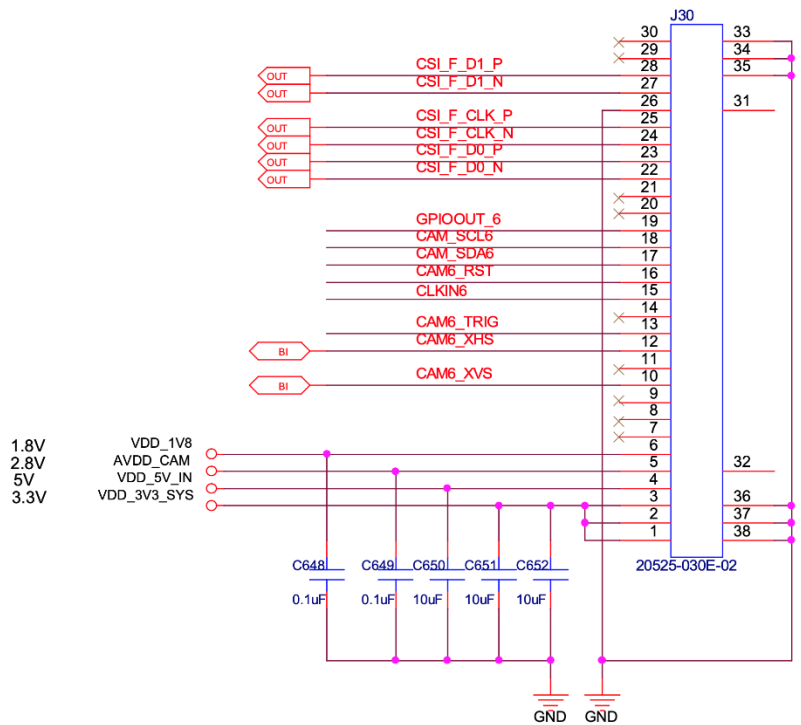 J30
30 33
29 34
CSI_F_D1_P 28 35
OUT CSI_F_D1_N 27
OUT 26 31
CSI_F_CLK_P 25
OUT CSI_F_CLK_N 24
OUT CSI_F_D0_P 23
OUT CSI_F_D0_N 22
OUT 21
20
GPIOOUT_6 19
CAM_SCL6 18
CAM_SDA6 17
CAM6_RST 16
CLKIN6 15
14
CAM6_TRIG 13
CAM6_XHS 12
BI 11
CAM6_XVS 10
BI 9
8
7
1.8V VDD_1V8 6
2.8V AVDD_CAM 5 32
5V VDD_5V_IN 4
3.3V VDD_3V3_SYS 3 36
2 37
1 38
C648 C649 C650 C651 C652 20525-030E-02
0.1uF 0.1uF 10uF 10uF 10uF
GND GND